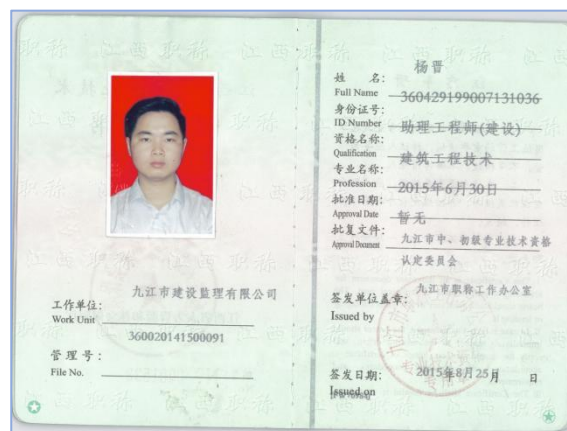 九江市建设监理有限公司
工作单位:
Work Unit
360020141500091
管 理 号:
File No.
杨晋
姓 名:
Full Name 360429199007131036
身份证号:
ID Number 助理工程师(建设)
资格名称:
Qualification 建筑工程技术
专业名称:
Profession 2015年6月30日
批准日期:
Approval Date 暂无
批复文件:
Approval Document 九江市中、初级专业技术资格
认定委员会
九江市职称工作办公室
签发单位盖章:
Issued by
签发日期: 2015年8月25日 日
Issued on